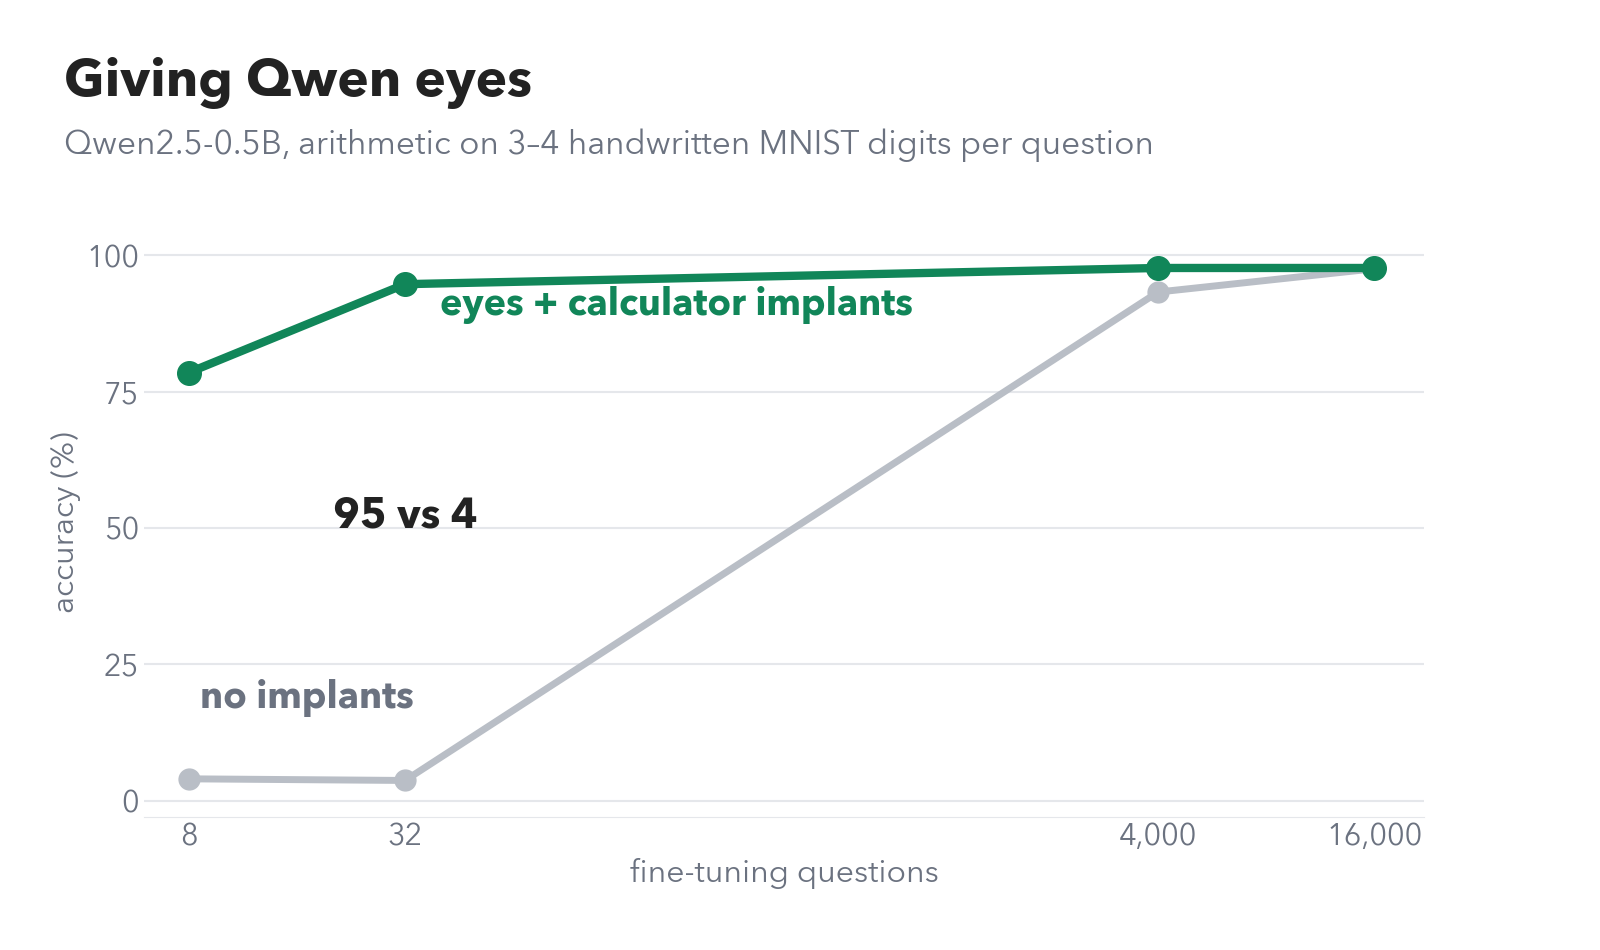 Giving Qwen eyes
Qwen2.5-0.5B, arithmetic on 3–4 handwritten MNIST digits per question
100
75
50
25
0
accuracy (%)
eyes + calculator implants
95 vs 4
no implants
8
32
4,000
16,000
fine-tuning questions